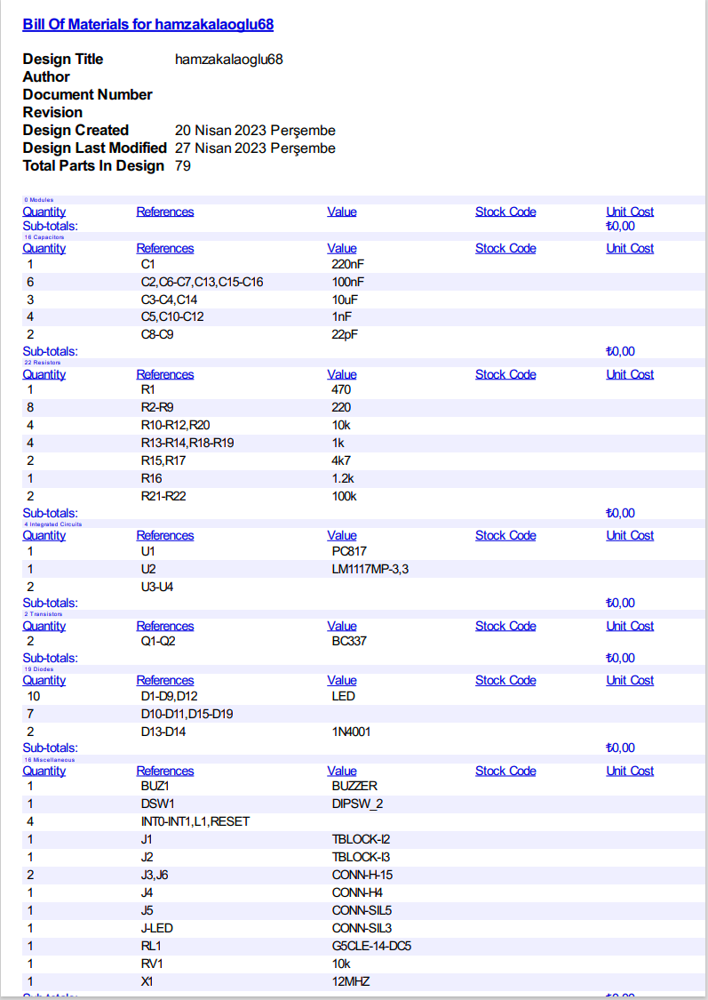 Bill Of Materials for hamzakalaoglu68
Design Title hamzakalaoglu68
Author
Document Number
Revision
Design Created 20 Nisan 2023 Perşembe
Design Last Modified 27 Nisan 2023 Perşembe
Total Parts In Design 79
0 Modules
Quantity References Value Stock Code Unit Cost
Sub-totals: ₺0,00
16 Capacitors
Quantity References Value Stock Code Unit Cost
1 C1 220nF
6 C2,C6-C7,C13,C15-C16 100nF
3 C3-C4,C14 10uF
4 C5,C10-C12 1nF
2 C8-C9 22pF
Sub-totals: ₺0,00
22 Resistors
Quantity References Value Stock Code Unit Cost
1 R1 470
8 R2-R9 220
4 R10-R12,R20 10k
4 R13-R14,R18-R19 1k
2 R15,R17 4k7
1 R16 1.2k
2 R21-R22 100k
Sub-totals: ₺0,00
4 Integrated Circuits
Quantity References Value Stock Code Unit Cost
1 U1 PC817
1 U2 LM1117MP-3,3
2 U3-U4
Sub-totals: ₺0,00
2 Transistors
Quantity References Value Stock Code Unit Cost
2 Q1-Q2 BC337
Sub-totals: ₺0,00
19 Diodes
Quantity References Value Stock Code Unit Cost
10 D1-D9,D12 LED
7 D10-D11,D15-D19
2 D13-D14 1N4001
Sub-totals: ₺0,00
16 Miscellaneous
Quantity References Value Stock Code Unit Cost
1 BUZ1 BUZZER
1 DSW1 DIPSW_2
4 INT0-INT1,L1,RESET
1 J1 TBLOCK-I2
1 J2 TBLOCK-I3
2 J3,J6 CONN-H-15
1 J4 CONN-H4
1 J5 CONN-SIL5
1 J-LED CONN-SIL3
1 RL1 G5CLE-14-DC5
1 RV1 10k
1 X1 12MHZ
Sub-totals: ₺0,00